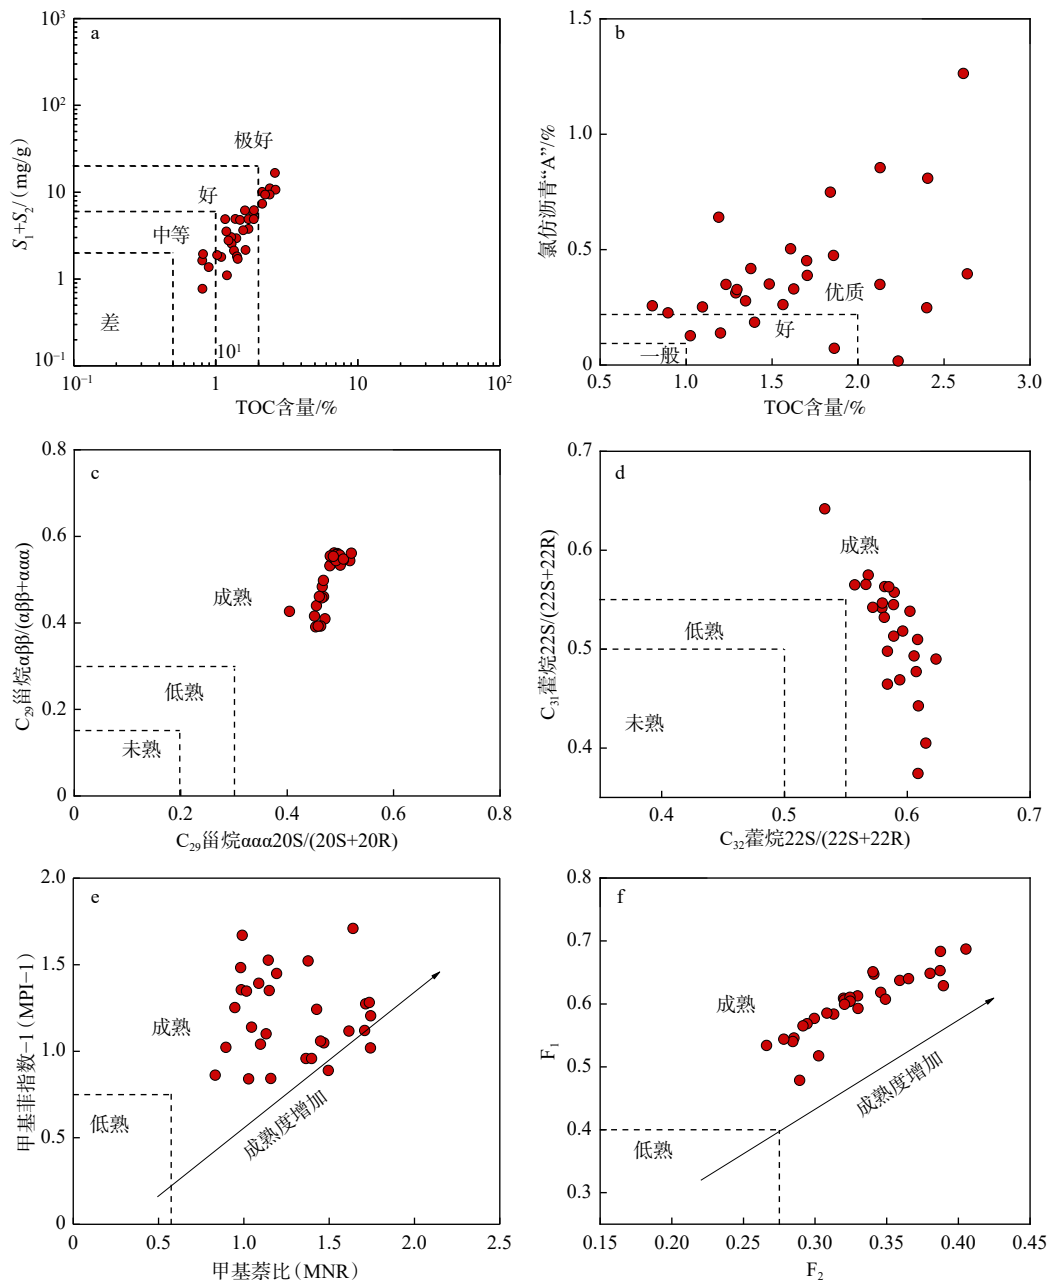 a
10³
10²
10
1
10⁻¹
S₁+S₂/(mg/g)
极好
好
中等
差
10¹
10⁻¹
1
10
10²
TOC含量/%
b
1.5
1.0
0.5
0
氯仿沥青“A”/%
优质
好
一般
0.5
1.0
1.5
2.0
2.5
3.0
TOC含量/%
c
0.8
0.6
0.4
0.2
0
C₂₉甾烷αββ/(αββ+ααα)
成熟
低熟
未熟
0
0.2
0.4
0.6
0.8
C₂₉甾烷ααα20S/(20S+20R)
d
0.7
0.6
0.5
0.4
C₃₁藿烷22S/(22S+22R)
成熟
低熟
未熟
0.4
0.5
0.6
0.7
C₃₂藿烷22S/(22S+22R)
e
2.0
1.5
1.0
0.5
0
甲基菲指数-1(MPI-1)
成熟
低熟
成熟度增加
0
0.5
1.0
1.5
2.0
2.5
甲基萘比(MNR)
f
0.8
0.7
0.6
0.5
0.4
0.3
F₁
成熟
低熟
成熟度增加
0.15
0.20
0.25
0.30
0.35
0.40
0.45
F₂